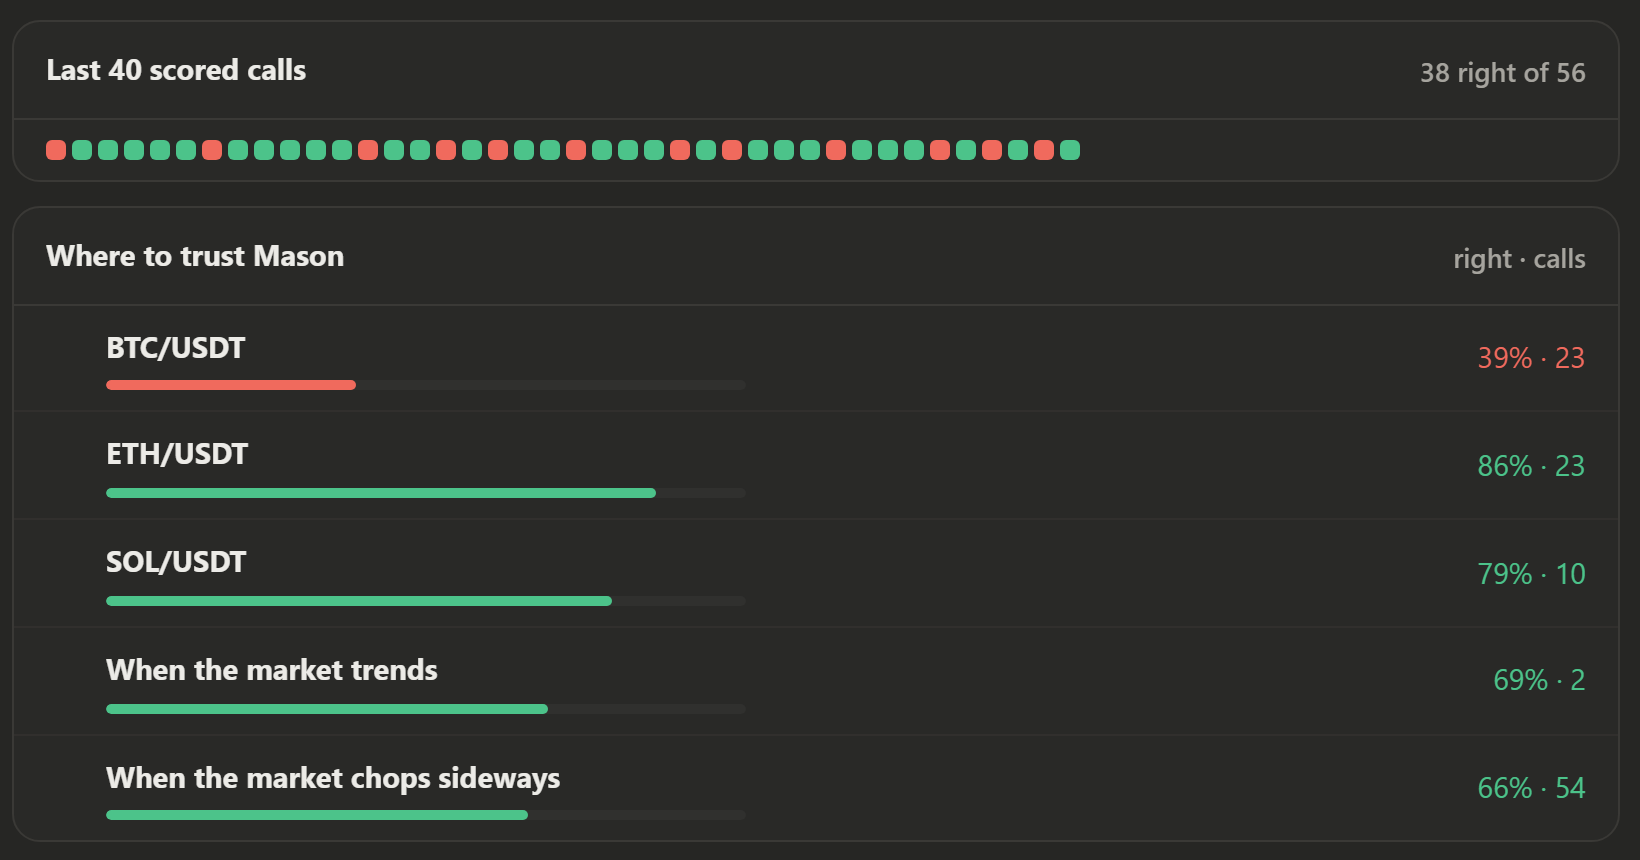 Last 40 scored calls
38 right of 56
Where to trust Mason
right · calls
BTC/USDT
39% · 23
ETH/USDT
86% · 23
SOL/USDT
79% · 10
When the market trends
69% · 2
When the market chops sideways
66% · 54